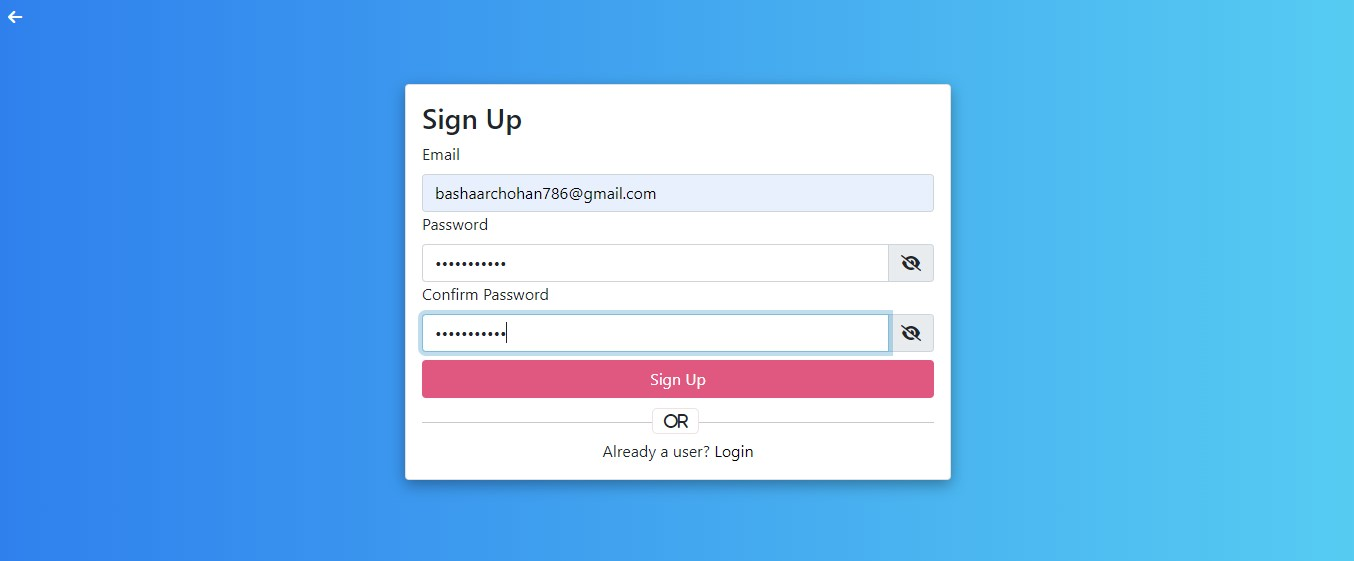 Sign Up
Email
bashaarchohan786@gmail.com
Password
•••••••••••
Confirm Password
•••••••••••
Sign Up
OR
Already a user? Login